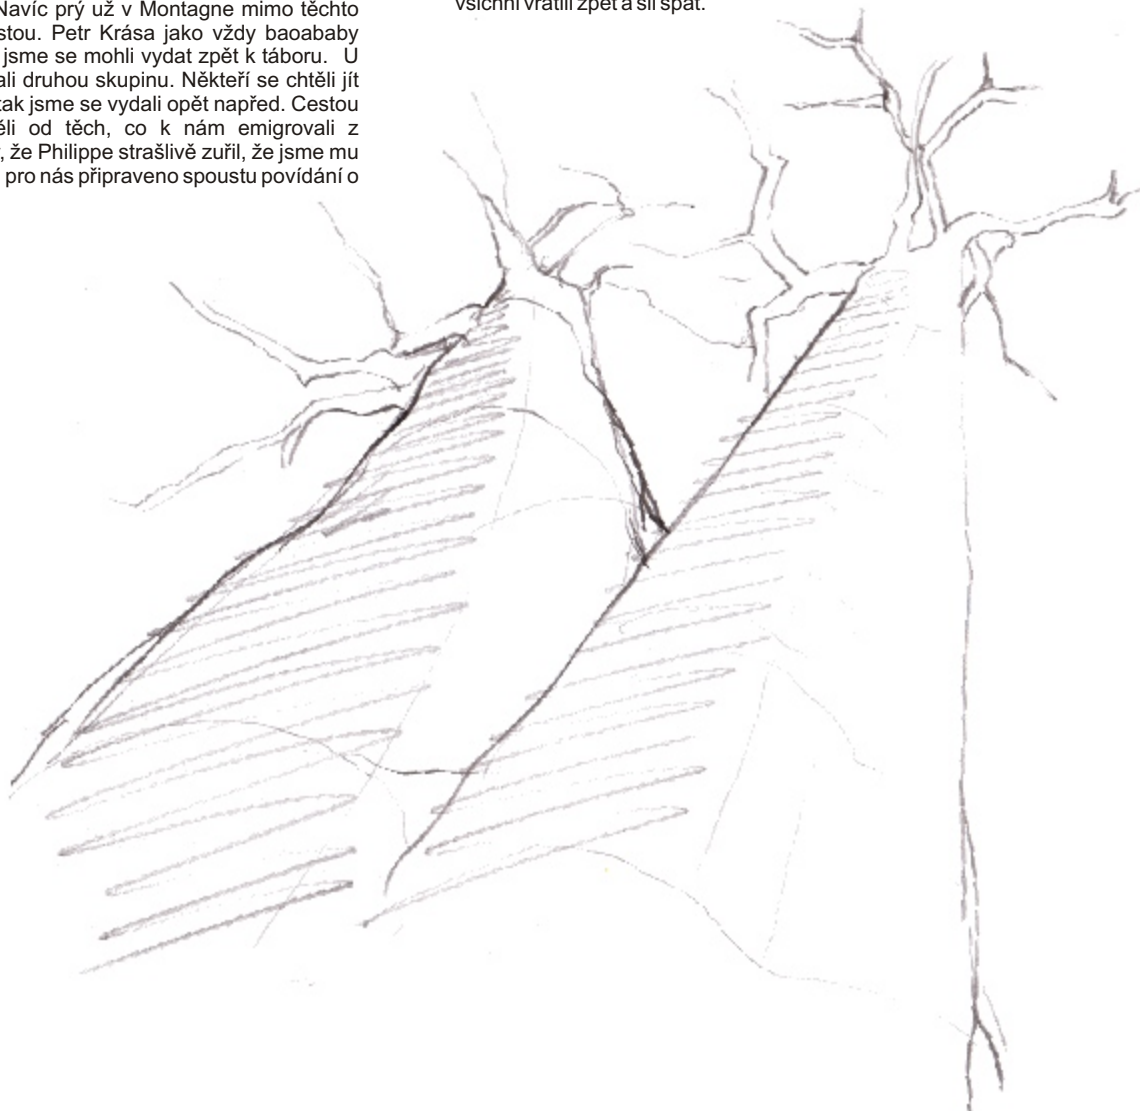 Navíc prý už v Montagne mimo těchto
stou. Petr Krása jako vždy baoababy
jsme se mohli vydat zpět k táboru. U
ali druhou skupinu. Někteří se chtěli jít
tak jsme se vydali opět napřed. Cestou
ěli od těch, co k nám emigrovali z
, že Philippe strašlivě zuřil, že jsme mu
pro nás připraveno spoustu povídání o
všichni vrátili zpět a šli spát.